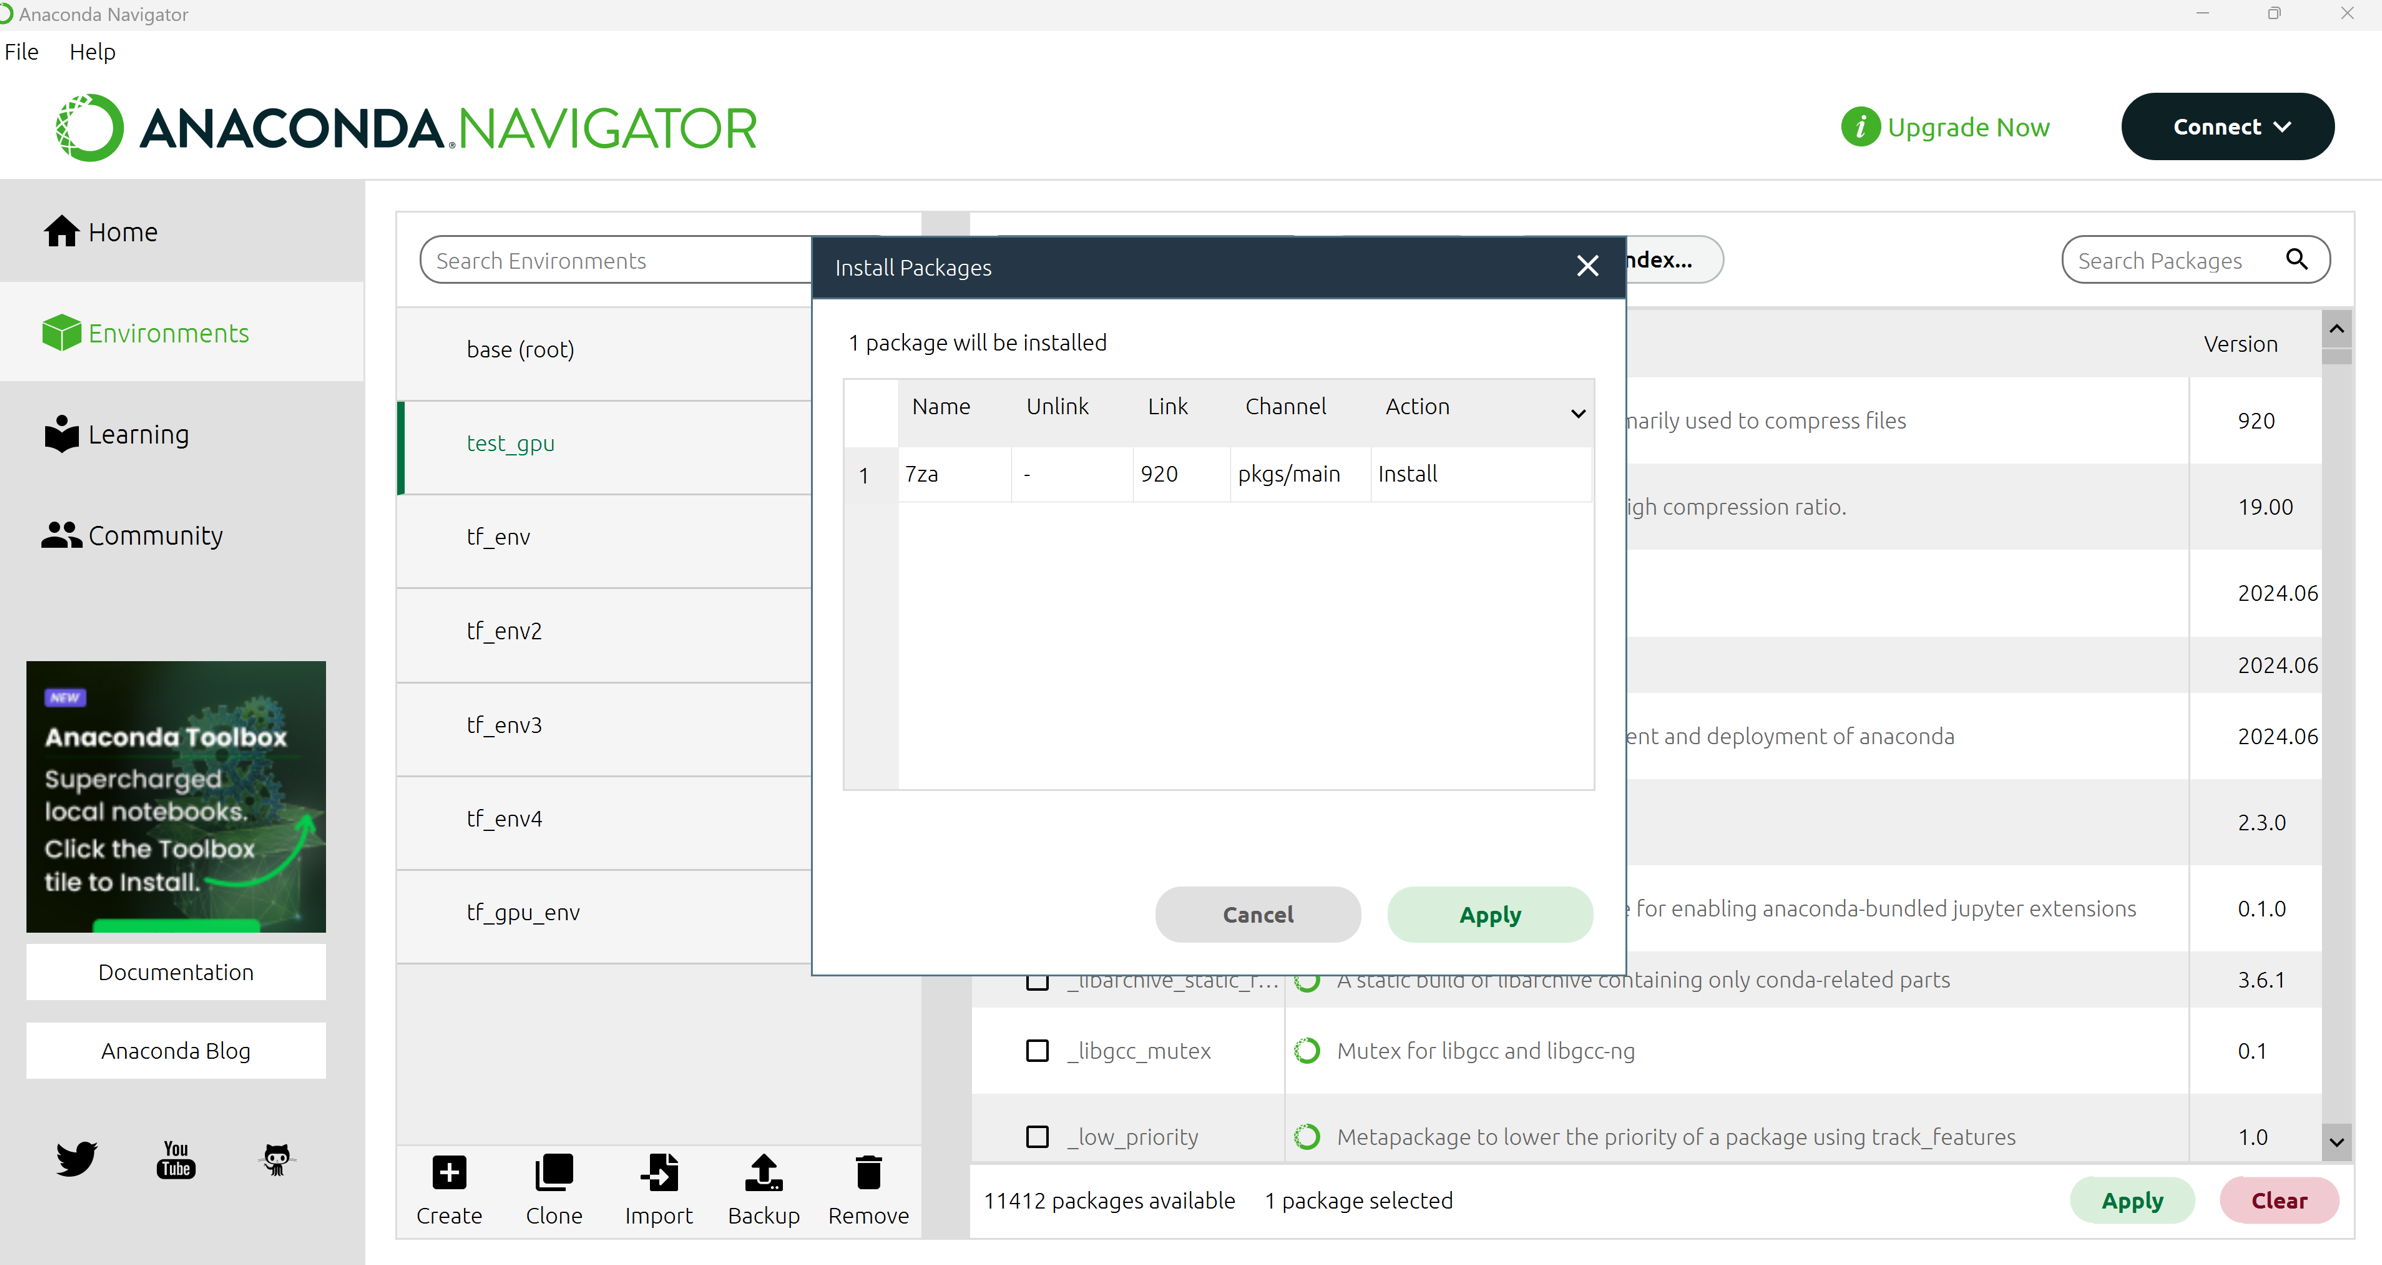 Anaconda Navigator
File Help
ANACONDA.NAVIGATOR
Upgrade Now
Connect
Home
Environments
Learning
Community
NEW
Anaconda Toolbox
Supercharged
local notebooks.
Click the Toolbox
tile to Install.
Documentation
Anaconda Blog
You
Tube
Search Environments
base (root)
test_gpu
tf_env
tf_env2
tf_env3
tf_env4
tf_gpu_env
Create Clone Import Backup Remove
Install Packages
1 package will be installed
Name Unlink Link Channel Action
1 7za - 920 pkgs/main Install
Cancel Apply
ndex...
Search Packages
Version
marily used to compress files 920
igh compression ratio. 19.00
2024.06
2024.06
ent and deployment of anaconda 2024.06
2.3.0
for enabling anaconda-bundled jupyter extensions 0.1.0
_libarchive_static_f... A static build of libarchive containing only conda-related parts 3.6.1
_libgcc_mutex Mutex for libgcc and libgcc-ng 0.1
_low_priority Metapackage to lower the priority of a package using track_features 1.0
11412 packages available 1 package selected
Apply Clear